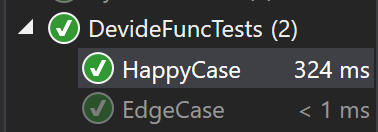 DevideFuncTests (2)
HappyCase 324 ms
EdgeCase < 1 ms